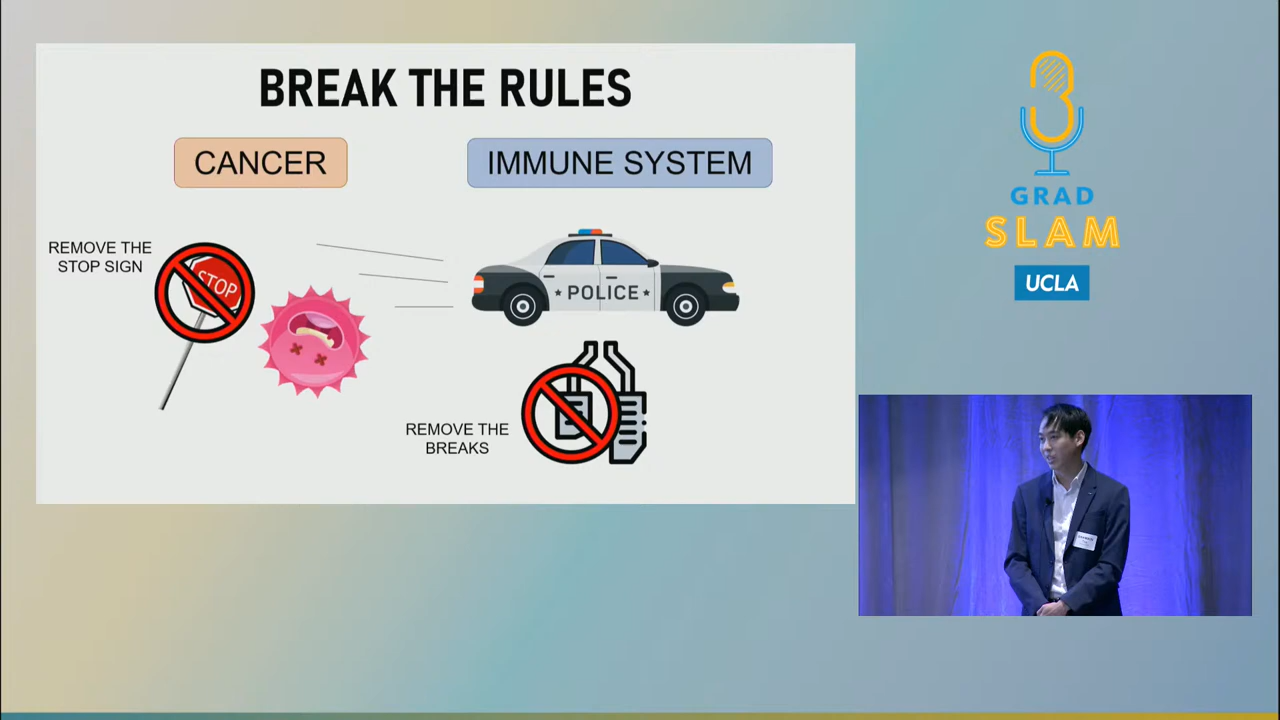 BREAK THE RULES
CANCER
IMMUNE SYSTEM
REMOVE THE
STOP SIGN
STOP
POLICE
REMOVE THE
BREAKS
GRAD
SLAM
UCLA